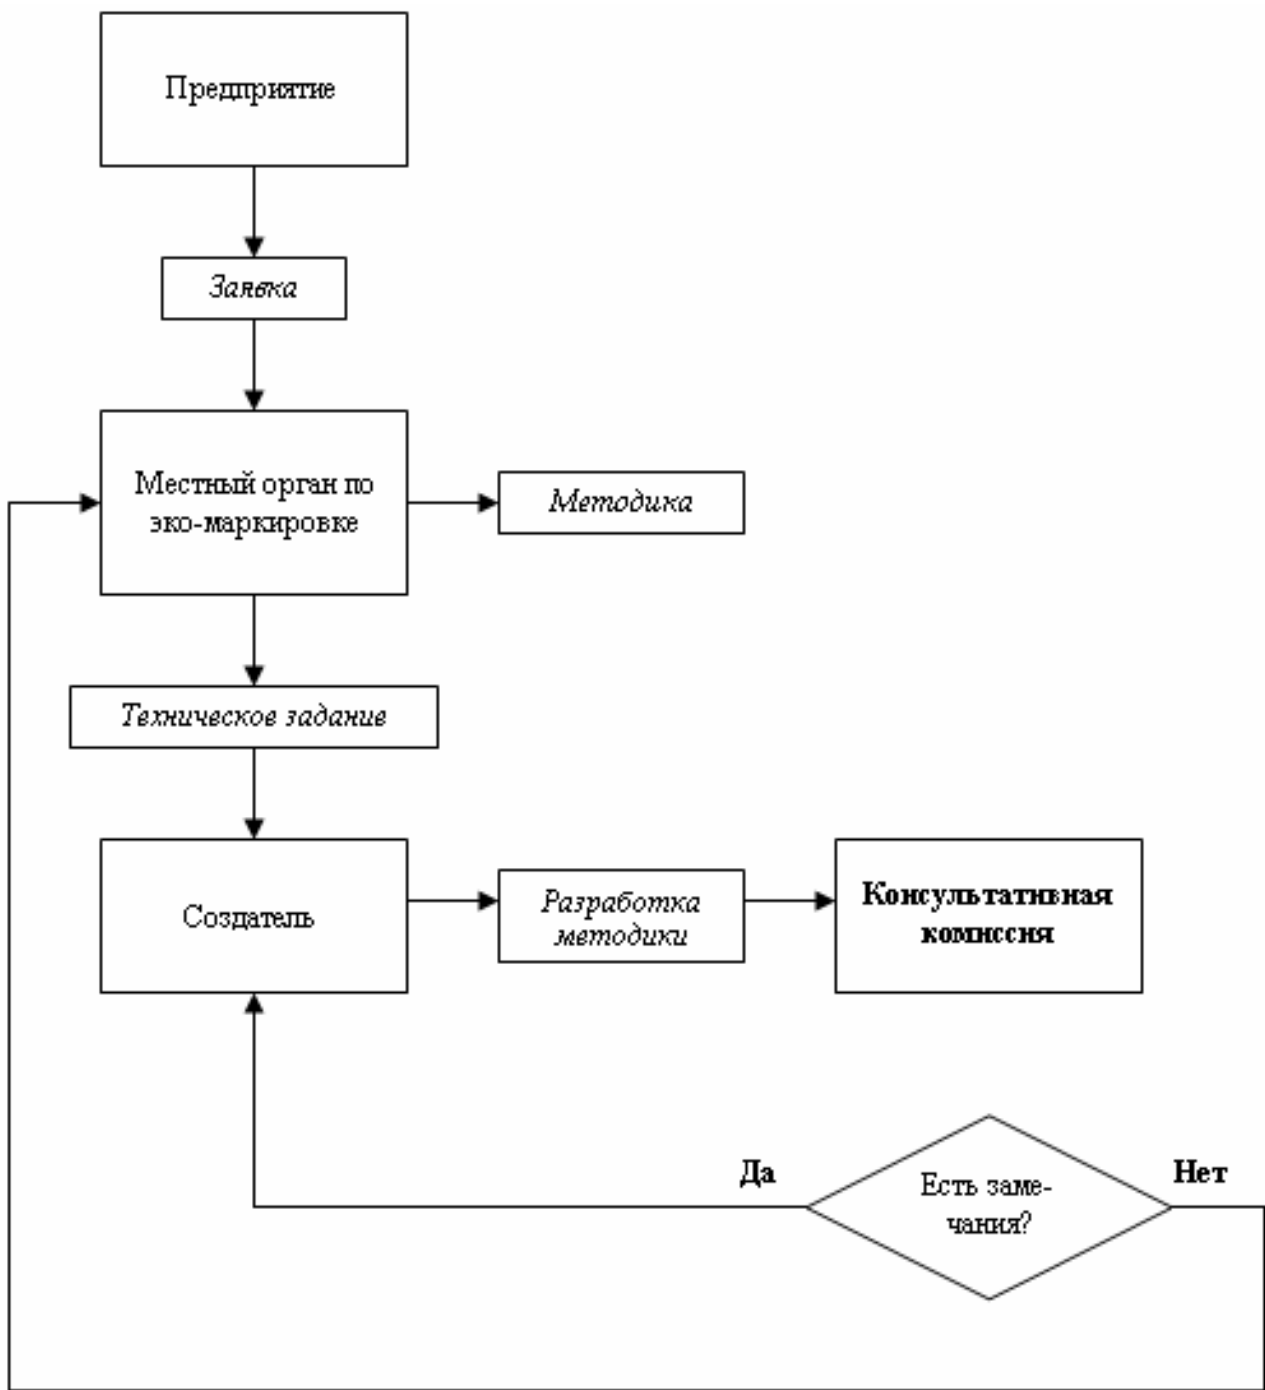 Предприятие
Заявка
Местный орган по
эко-маркировке
Методика
Техническое задание
Создатель
Разработка
методики
Консультативная
комиссия
Да
Есть заме-
чания?
Нет